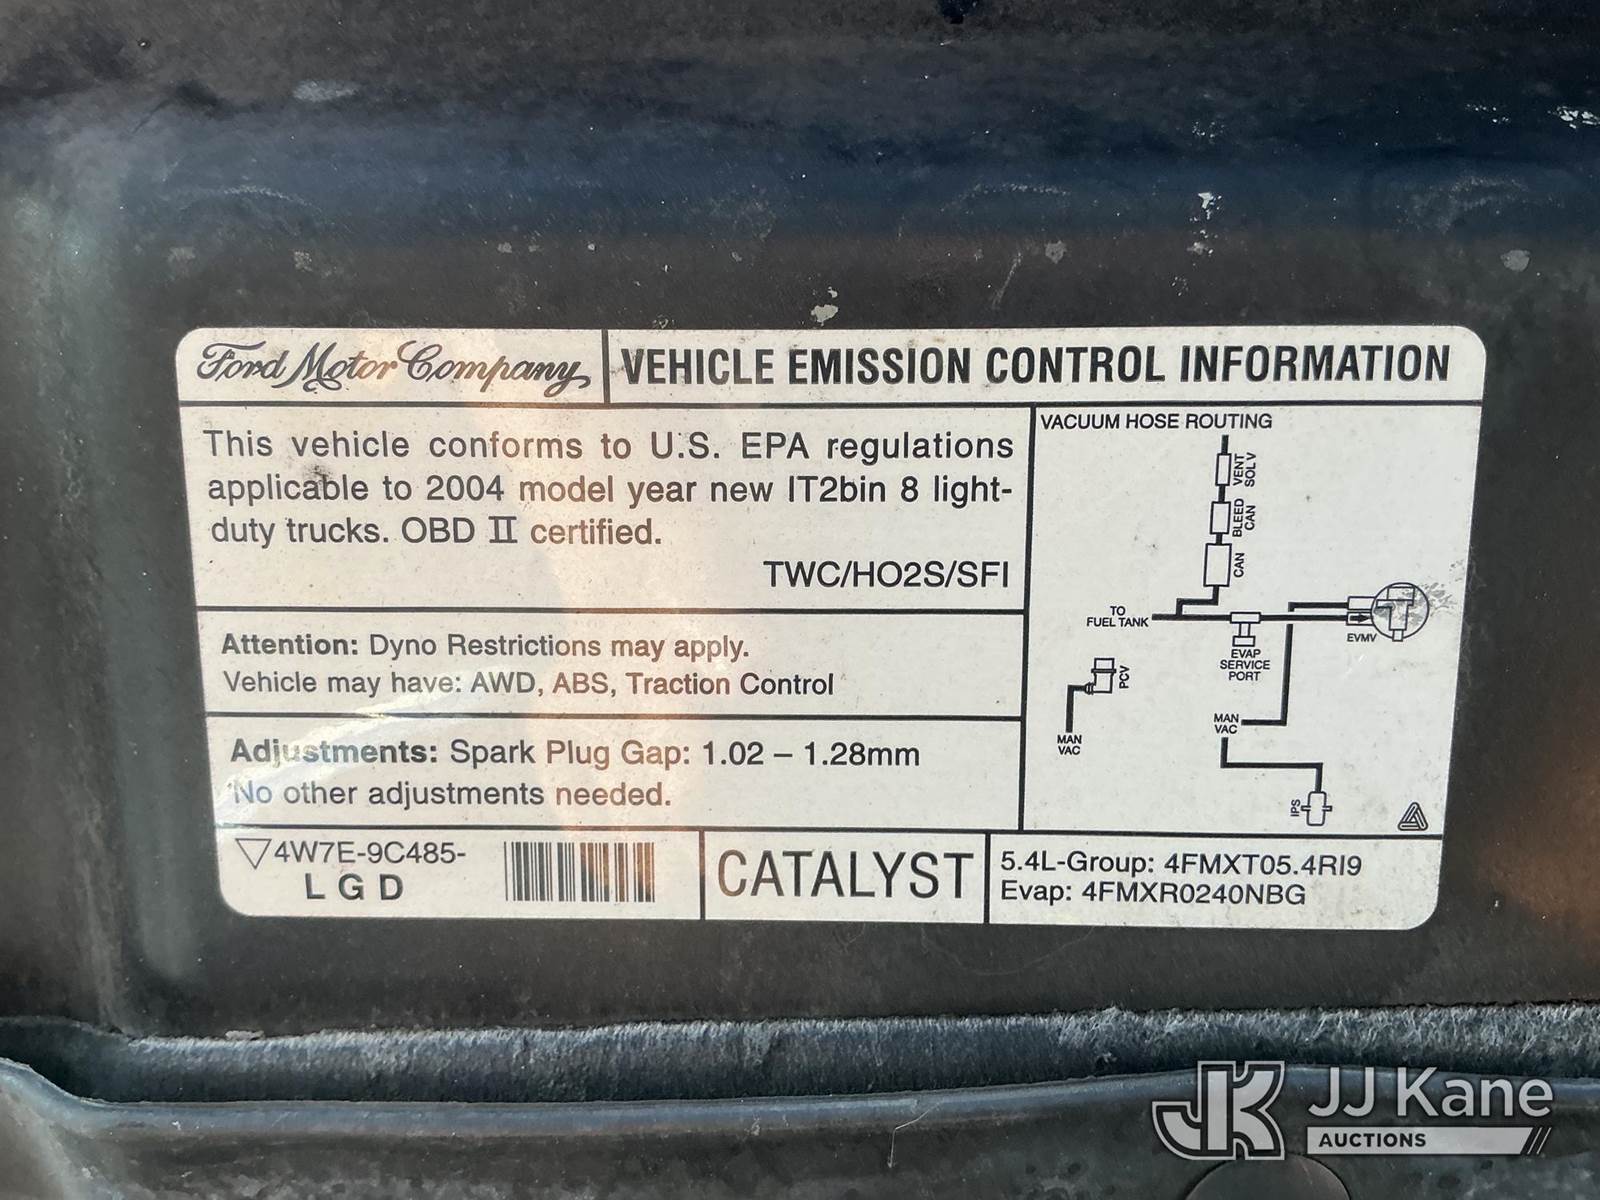 Ford Motor Company
VEHICLE EMISSION CONTROL INFORMATION
This vehicle conforms to U.S. EPA regulations
applicable to 2004 model year new IT2bin 8 light-
duty trucks. OBD II certified.
TWC/HO2S/SFI
Attention: Dyno Restrictions may apply.
Vehicle may have: AWD, ABS, Traction Control
Adjustments: Spark Plug Gap: 1.02 – 1.28mm
No other adjustments needed.
VACUUM HOSE ROUTING
VENT
SOL V
BLEED
CAN
CAN
TO
FUEL TANK
EVMV
EVAP
SERVICE
PORT
PCV
MAN
VAC
MAN
VAC
IPS
4W7E-9C485-
LGD
CATALYST
5.4L-Group: 4FMXT05.4RI9
Evap: 4FMXR0240NBG
JK JJ Kane
AUCTIONS